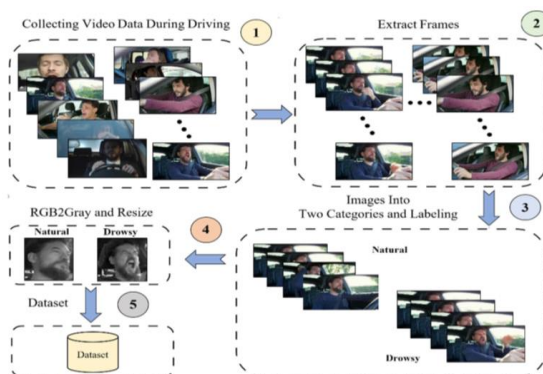 Collecting Video Data During Driving
1
Extract Frames
2
Images Into
Two Categories and Labeling
3
Natural
Drowsy
RGB2Gray and Resize
4
Natural
Drowsy
Dataset
5
Dataset